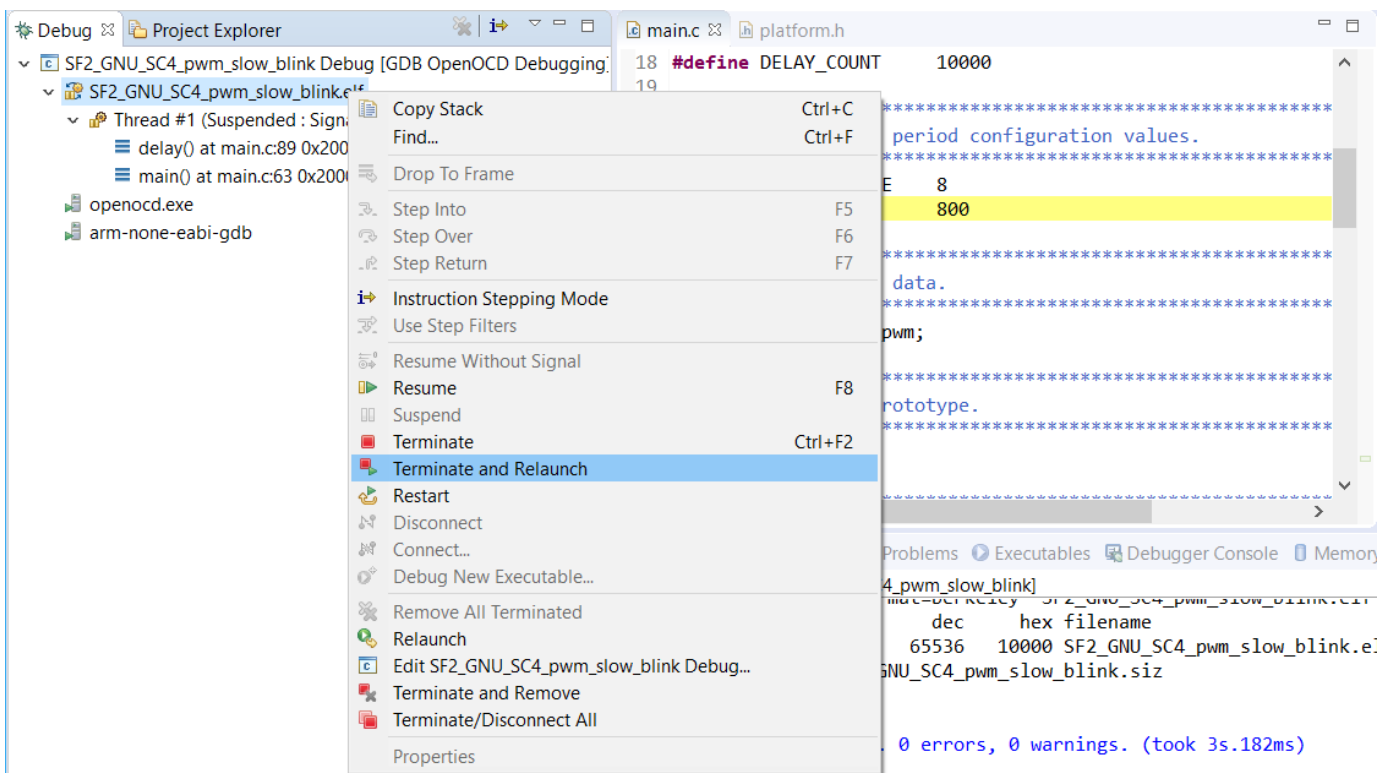 Debug
Project Explorer
SF2_GNU_SC4_pwm_slow_blink Debug [GDB OpenOCD Debugging]
SF2_GNU_SC4_pwm_slow_blink.elf
Thread #1 (Suspended : Signa
delay() at main.c:89 0x200
main() at main.c:63 0x200
openocd.exe
arm-none-eabi-gdb
Copy Stack Ctrl+C
Find... Ctrl+F
Drop To Frame
Step Into F5
Step Over F6
Step Return F7
Instruction Stepping Mode
Use Step Filters
Resume Without Signal
Resume F8
Suspend
Terminate Ctrl+F2
Terminate and Relaunch
Restart
Disconnect
Connect...
Debug New Executable...
Remove All Terminated
Relaunch
Edit SF2_GNU_SC4_pwm_slow_blink Debug...
Terminate and Remove
Terminate/Disconnect All
Properties
main.c
platform.h
18 #define DELAY_COUNT 10000
19
*****************************************
period configuration values.
*****************************************
E 8
800
*****************************************
data.
*****************************************
pwm;
*****************************************
rototype.
*****************************************
*****************************************
Problems Executables Debugger Console Memory
4_pwm_slow_blink]
mat=berkeley SF2_GNU_SC4_pwm_slow_blink.elf
dec hex filename
65536 10000 SF2_GNU_SC4_pwm_slow_blink.el
GNU_SC4_pwm_slow_blink.siz
. 0 errors, 0 warnings. (took 3s.182ms)